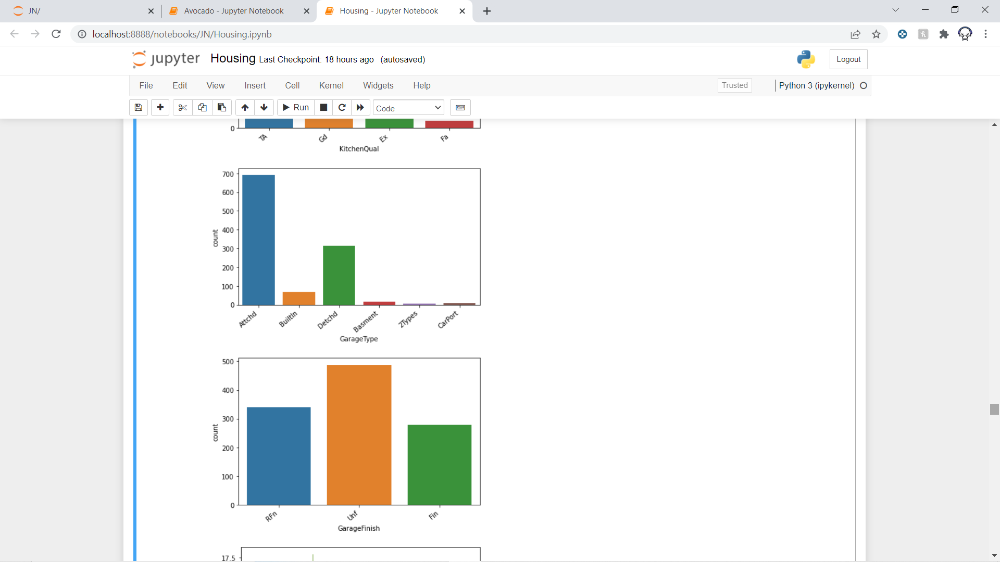 JN/
Avocado - Jupyter Notebook
Housing - Jupyter Notebook
localhost:8888/notebooks/JN/Housing.ipynb
jupyter Housing Last Checkpoint: 18 hours ago (autosaved)
Logout
File Edit View Insert Cell Kernel Widgets Help
Trusted
Python 3 (ipykernel)
Run
Code
0
TA Gd Ex Fa
KitchenQual
700
600
500
400
300
200
100
0
count
Attchd BuiltIn Detchd Basment 2Types CarPort
GarageType
500
400
300
200
100
0
count
RFn Unf Fin
GarageFinish
17.5